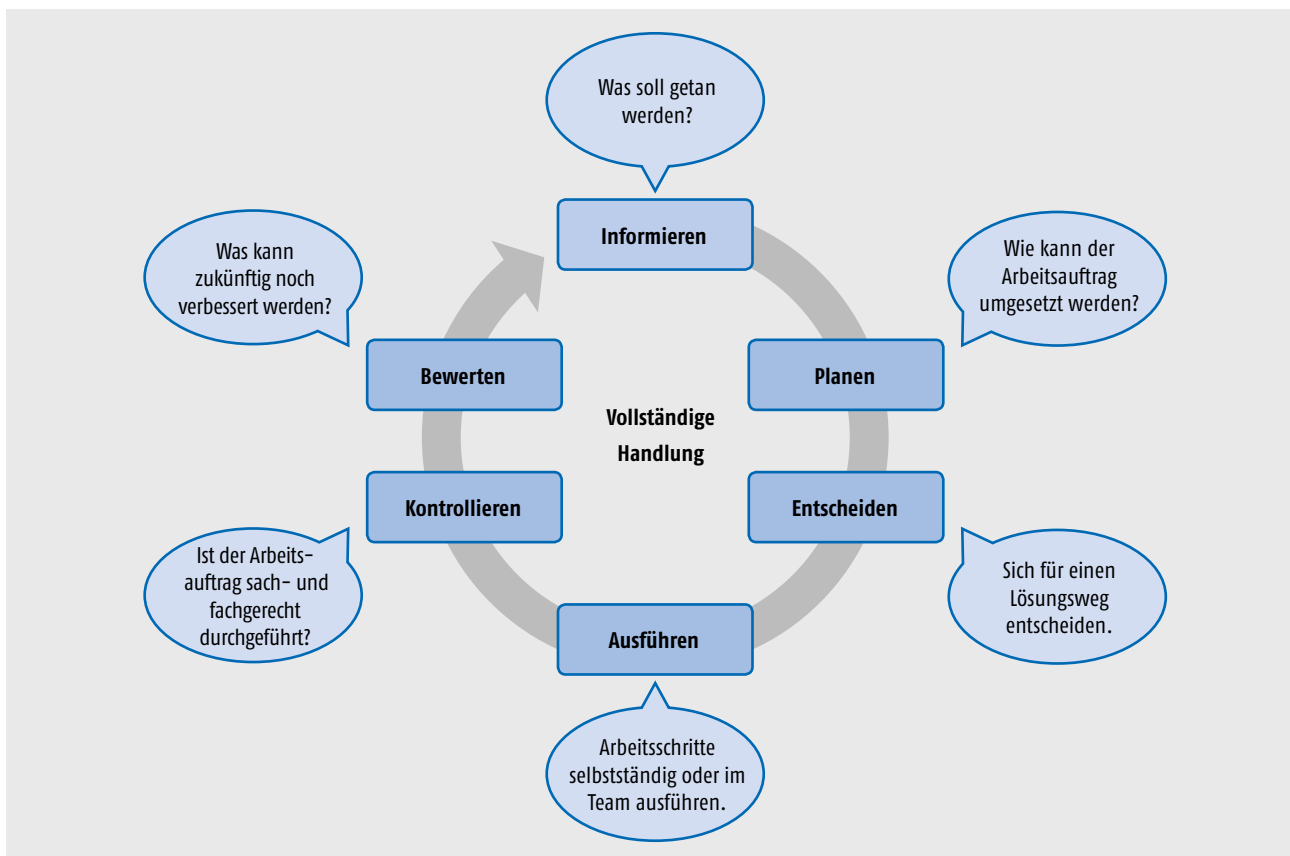 Was soll getan
werden?
Informieren
Wie kann der
Arbeitsauftrag
umgesetzt werden?
Planen
Entscheiden
Sich für einen
Lösungsweg
entscheiden.
Ausführen
Arbeitsschritte
selbstständig oder im
Team ausführen.
Kontrollieren
Ist der Arbeits-
auftrag sach- und
fachgerecht
durchgeführt?
Bewerten
Was kann
zukünftig noch
verbessert werden?
Vollständige
Handlung